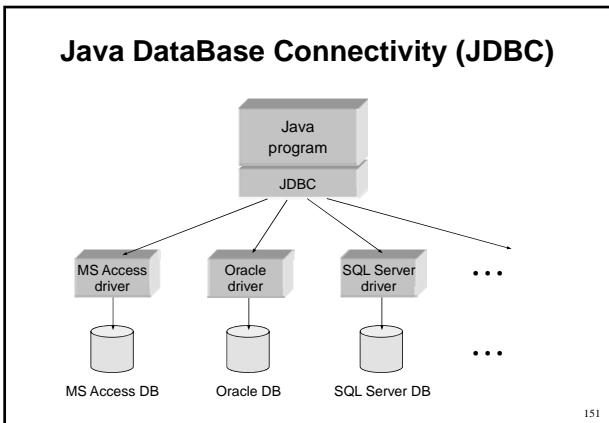 Java DataBase Connectivity (JDBC)
Java
program
JDBC
MS Access
driver
Oracle
driver
SQL Server
driver
• • •
• • •
MS Access DB
Oracle DB
SQL Server DB
151